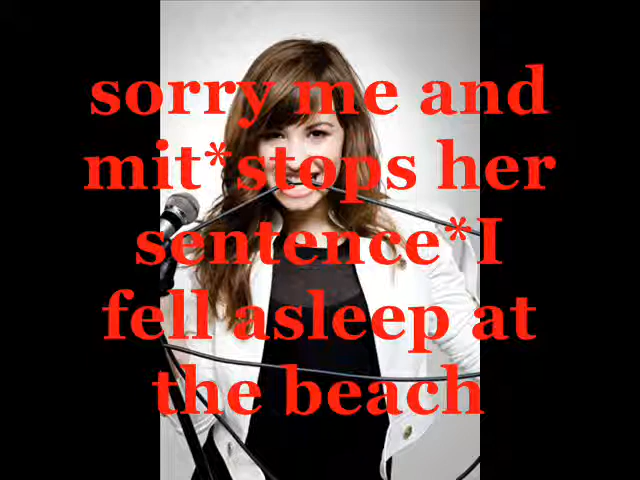 sorry me and
mit*stops her
sentence*I
fell asleep at
the beach